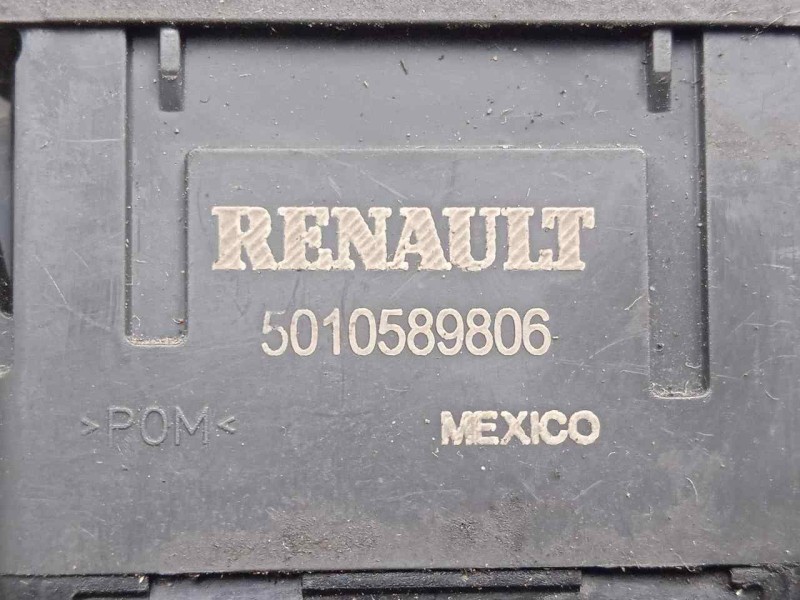 RENAULT
5010589806
>POM<
MEXICO